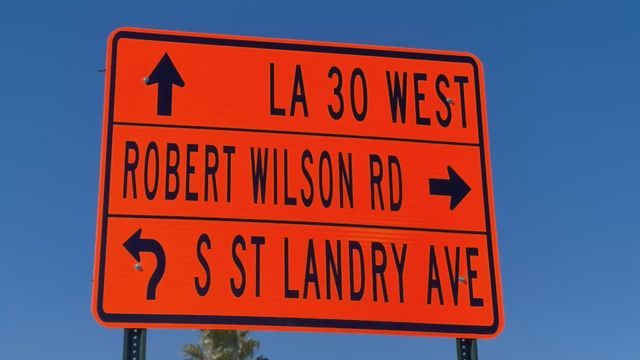 LA 30 WEST
ROBERT WILSON RD
S ST LANDRY AVE